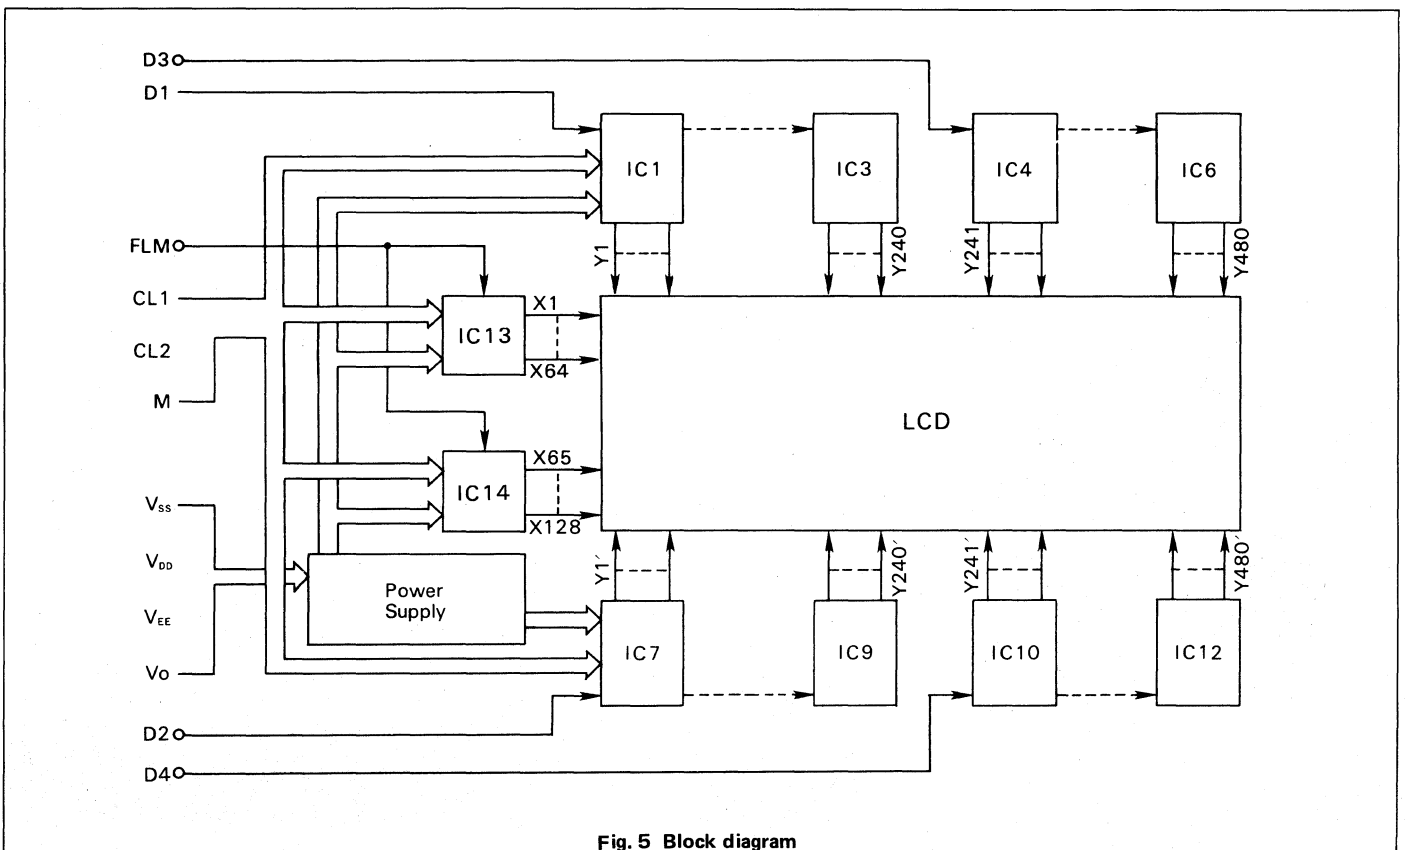 D3
D1
IC1
IC3
IC4
IC6
FLM
Y1
Y240
Y241
Y480
CL1
X1
IC13
X64
CL2
M
LCD
X65
IC14
X128
VSS
VDD
VEE
Vo
Power
Supply
Y1′
Y240′
Y241′
Y480′
IC7
IC9
IC10
IC12
D2
D4
Fig. 5 Block diagram